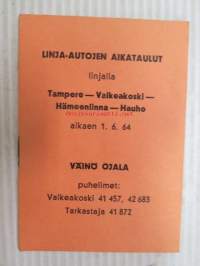 LINJA-AUTOJEN AIKATAULUT
linjalla
Tampere — Valkeakoski —
Hämeenlinna — Hauho
alkaen 1. 6. 64
VÄINÖ OJALA
puhelimet:
Valkeakoski 41 457, 42 683
Tarkastaja 41 872